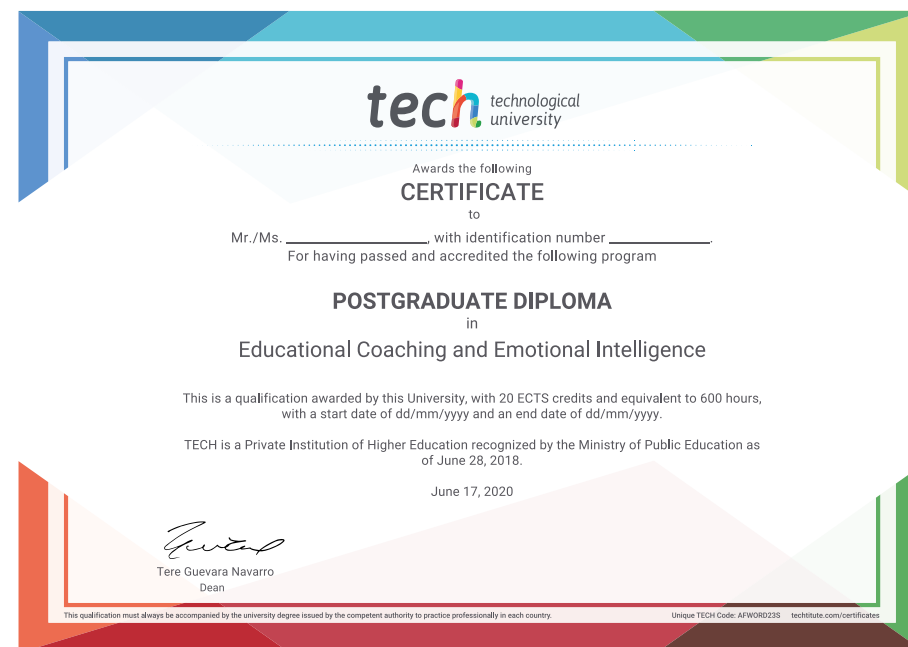 tech technological
university
Awards the following
CERTIFICATE
to
Mr./Ms. ____________, with identification number ____________.
For having passed and accredited the following program
POSTGRADUATE DIPLOMA
in
Educational Coaching and Emotional Intelligence
This is a qualification awarded by this University, with 20 ECTS credits and equivalent to 600 hours,
with a start date of dd/mm/yyyy and an end date of dd/mm/yyyy.
TECH is a Private Institution of Higher Education recognized by the Ministry of Public Education as
of June 28, 2018.
June 17, 2020
Tere Guevara Navarro
Dean
This qualification must always be accompanied by the university degree issued by the competent authority to practice professionally in each country. Unique TECH Code: AFWORD23S techtitute.com/certificates